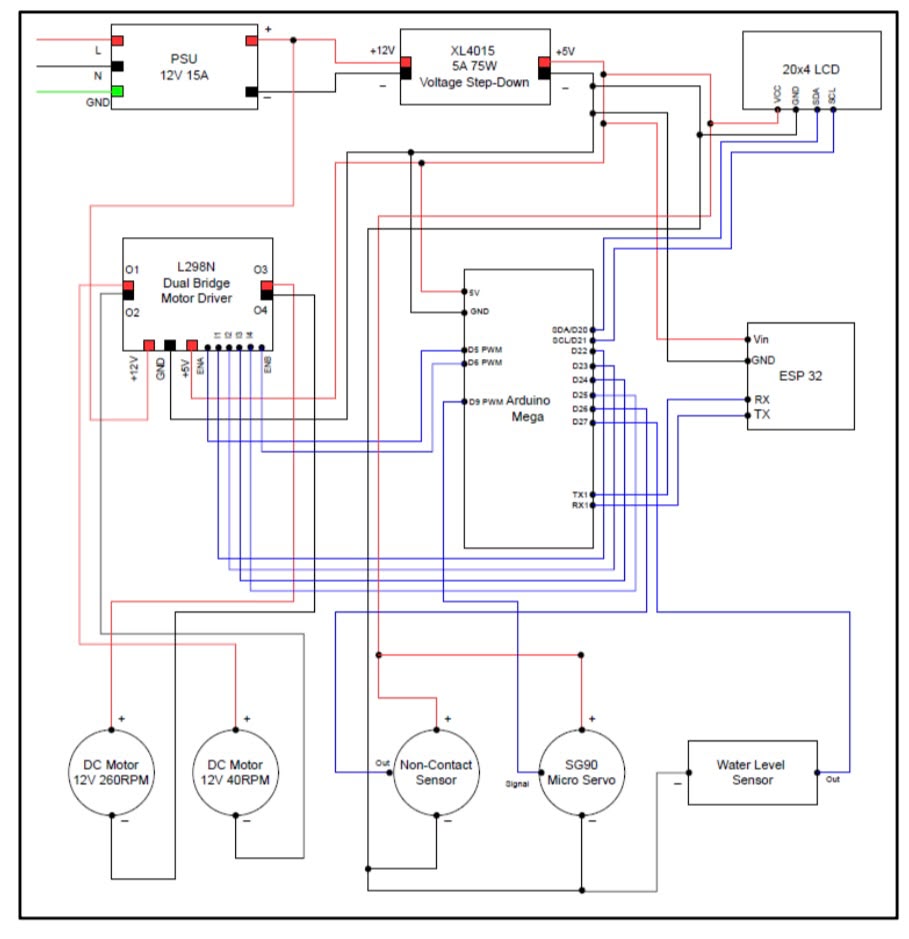 L
N
GND
PSU
12V 15A
+
_
+12V
_
XL4015
5A 75W
Voltage Step-Down
+5V
_
20x4 LCD
VCC
GND
SDA
SCL
L298N
Dual Bridge
Motor Driver
O1
O2
O3
O4
+12V
GND
+5V
ENA
I1
I2
I3
I4
ENB
5V
GND
D5 PWM
D6 PWM
D9 PWM
Arduino
Mega
SDA/D20
SCL/D21
D22
D23
D24
D25
D26
D27
TX1
RX1
Vin
GND
ESP 32
RX
TX
+
DC Motor
12V 260RPM
_
+
DC Motor
12V 40RPM
_
+
Out
Non-Contact
Sensor
_
+
Signal
SG90
Micro Servo
_
_
Water Level
Sensor
Out